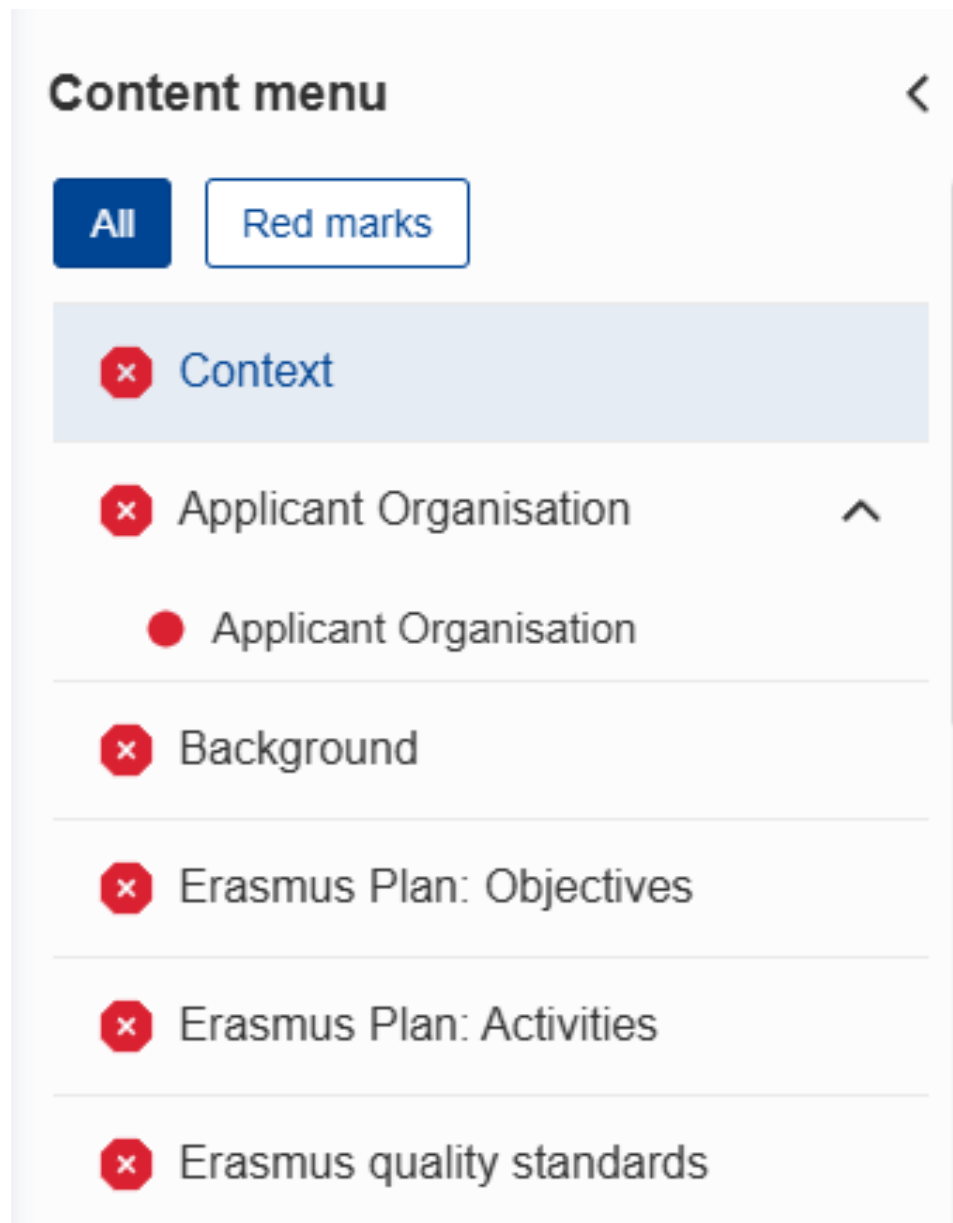 Content menu
All
Red marks
Context
Applicant Organisation
Applicant Organisation
Background
Erasmus Plan: Objectives
Erasmus Plan: Activities
Erasmus quality standards